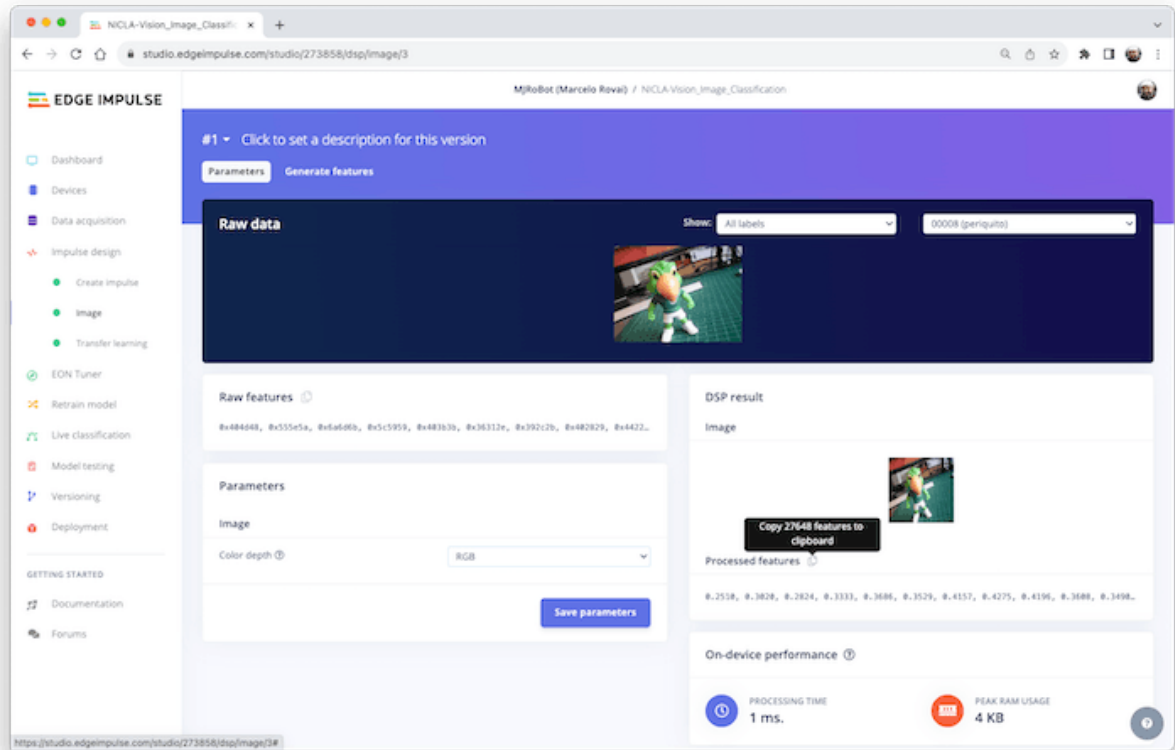 NICLA-Vision_Image_Classific
studio.edgeimpulse.com/studio/273858/dsp/image/3
EDGE IMPULSE
MJRoBot (Marcelo Rovai) / NICLA-Vision_Image_Classification
#1 Click to set a description for this version
Parameters Generate features
Dashboard
Devices
Data acquisition
Impulse design
Create impulse
Image
Transfer learning
EON Tuner
Retrain model
Live classification
Model testing
Versioning
Deployment
GETTING STARTED
Documentation
Forums
Raw data
Show: All labels 00008 (periquito)
Raw features
0x404d48, 0x555e5a, 0x6a6d6b, 0x5c5959, 0x403b3b, 0x36312e, 0x392c2b, 0x402829, 0x4422…
Parameters
Image
Color depth RGB
Save parameters
DSP result
Image
Copy 27648 features to
clipboard
Processed features
0.2510, 0.3020, 0.2824, 0.3333, 0.3686, 0.3529, 0.4157, 0.4275, 0.4196, 0.3608, 0.3490…
On-device performance
PROCESSING TIME
1 ms.
PEAK RAM USAGE
4 KB
https://studio.edgeimpulse.com/studio/273858/dsp/image/3#